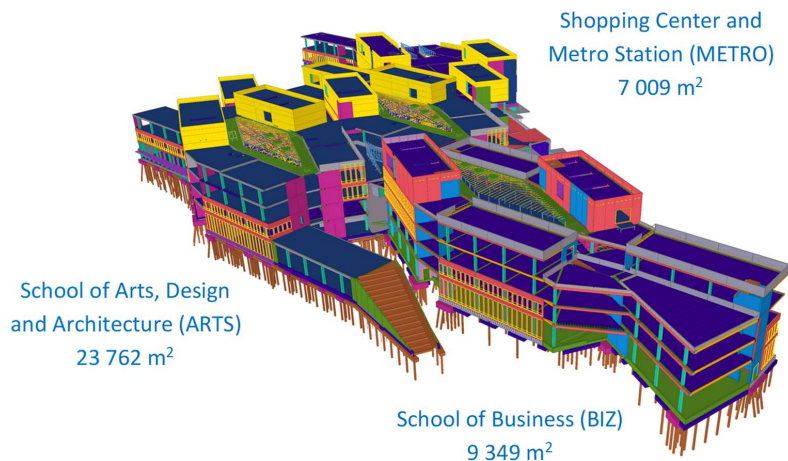 Shopping Center and
Metro Station (METRO)
7 009 m²
School of Arts, Design
and Architecture (ARTS)
23 762 m²
School of Business (BIZ)
9 349 m²